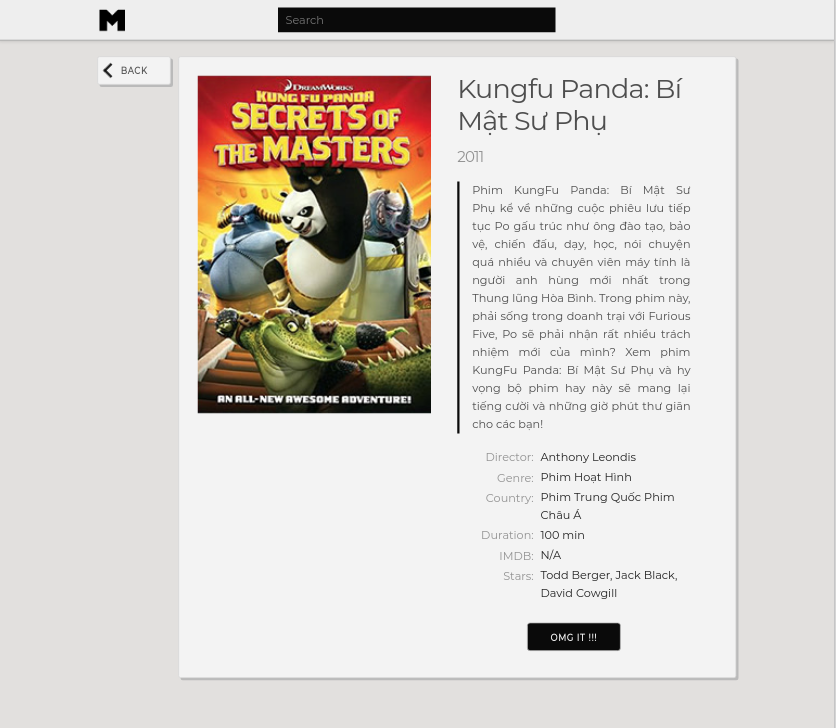 M
Search
BACK
DREAMWORKS
KUNG FU PANDA
SECRETS OF
THE MASTERS
AN ALL-NEW AWESOME ADVENTURE!
Kungfu Panda: Bí
Mật Sư Phụ
2011
Phim KungFu Panda: Bí Mật Sư
Phụ kể về những cuộc phiêu lưu tiếp
tục Po gấu trúc như ông đào tạo, bảo
vệ, chiến đấu, dạy, học, nói chuyện
quá nhiều và chuyên viên máy tính là
người anh hùng mới nhất trong
Thung lũng Hòa Bình. Trong phim này,
phải sống trong doanh trại với Furious
Five, Po sẽ phải nhận rất nhiều trách
nhiệm mới của mình? Xem phim
KungFu Panda: Bí Mật Sư Phụ và hy
vọng bộ phim hay này sẽ mang lại
tiếng cười và những giờ phút thư giãn
cho các bạn!
Director: Anthony Leondis
Genre: Phim Hoạt Hình
Country: Phim Trung Quốc Phim
Châu Á
Duration: 100 min
IMDB: N/A
Stars: Todd Berger, Jack Black,
David Cowgill
OMG IT !!!